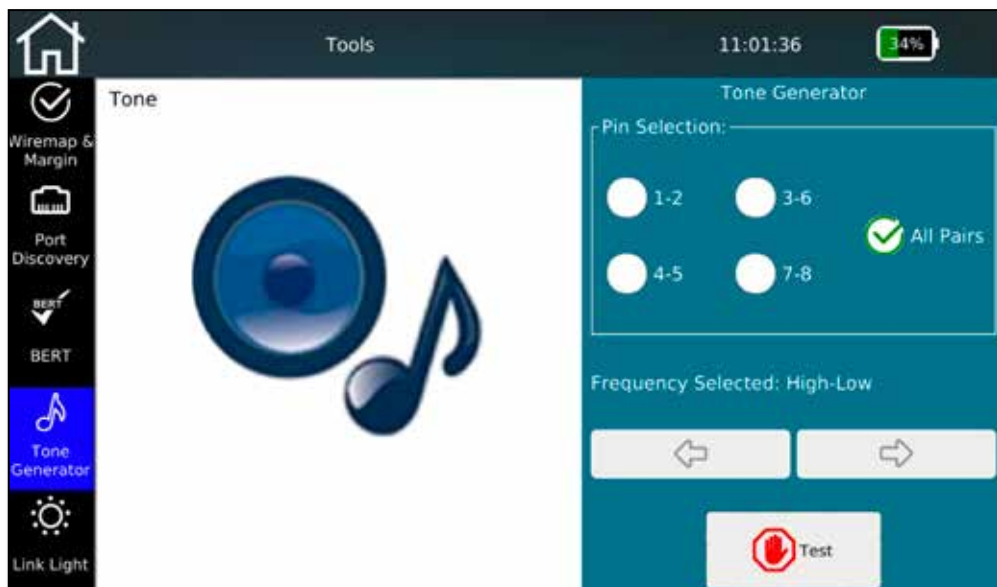 Tools
11:01:36
34%
Wiremap &
Margin
Port
Discovery
BERT
BERT
Tone
Generator
Link Light
Tone
Tone Generator
Pin Selection:
1-2
3-6
4-5
7-8
All Pairs
Frequency Selected: High-Low
Test